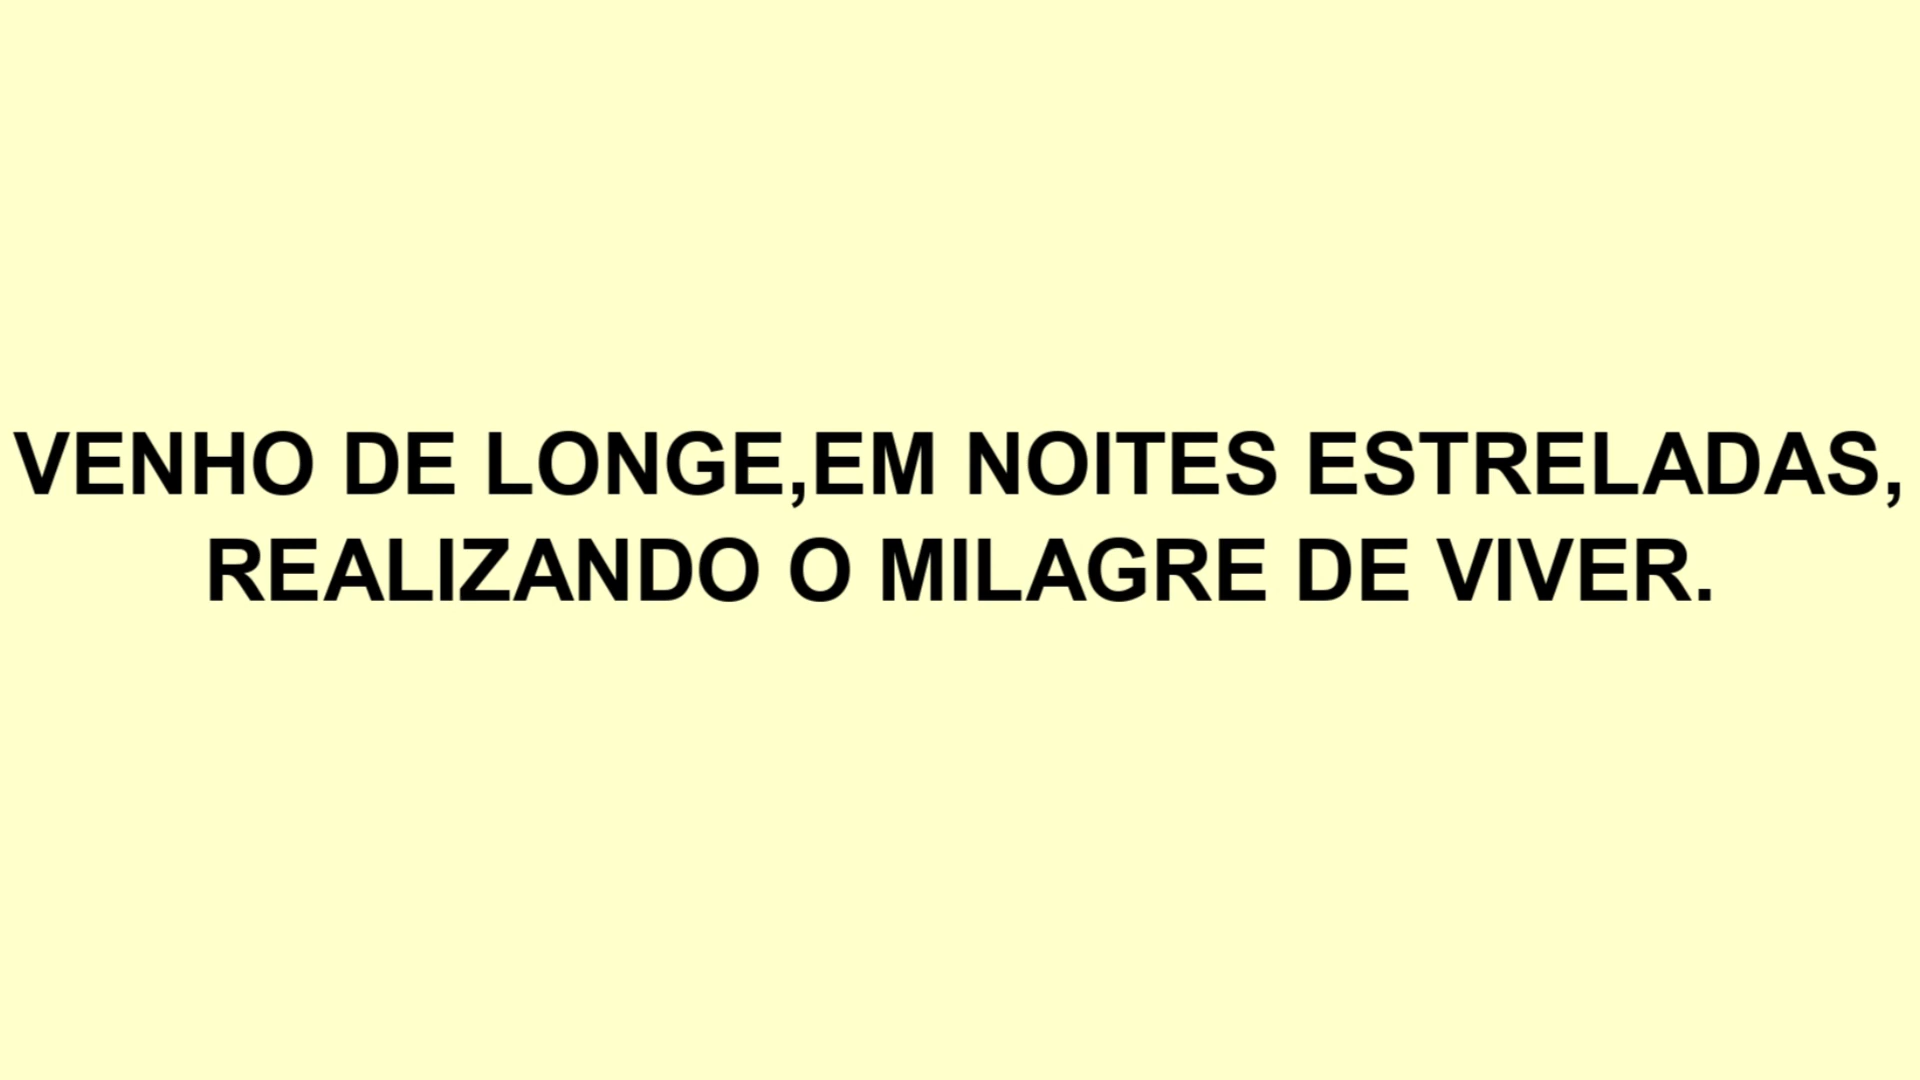 VENHO DE LONGE,EM NOITES ESTRELADAS,
REALIZANDO O MILAGRE DE VIVER.